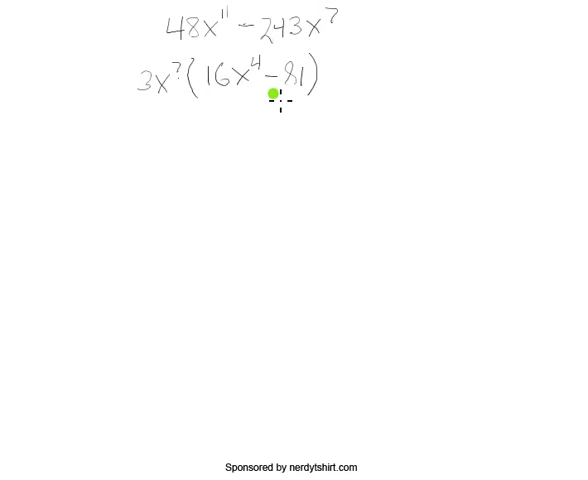 48x¹¹ - 243x⁷
3x⁷(16x⁴ - 81)
Sponsored by nerdytshirt.com